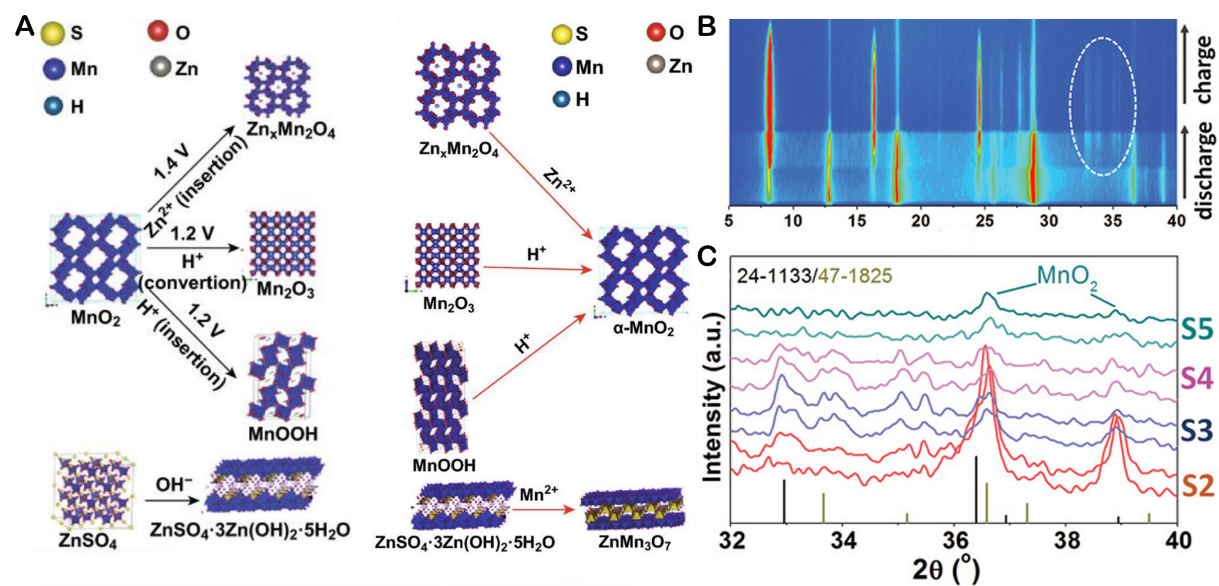 A
S
O
Mn
Zn
H
ZnₓMn₂O₄
1.4 V
Zn²⁺ (insertion)
MnO₂
1.2 V
H⁺
(convertion)
Mn₂O₃
1.2 V
H⁺ (insertion)
MnOOH
ZnSO₄
OH⁻
ZnSO₄·3Zn(OH)₂·5H₂O
S
O
Mn
Zn
H
ZnₓMn₂O₄
Zn²⁺
Mn₂O₃
H⁺
α-MnO₂
H⁺
MnOOH
ZnSO₄·3Zn(OH)₂·5H₂O
Mn²⁺
ZnMn₃O₇
B
5 10 15 20 25 30 35 40
discharge
charge
C
24-1133/47-1825
MnO₂
S5
S4
S3
S2
Intensity (a.u.)
32 34 36 38 40
2θ (°)